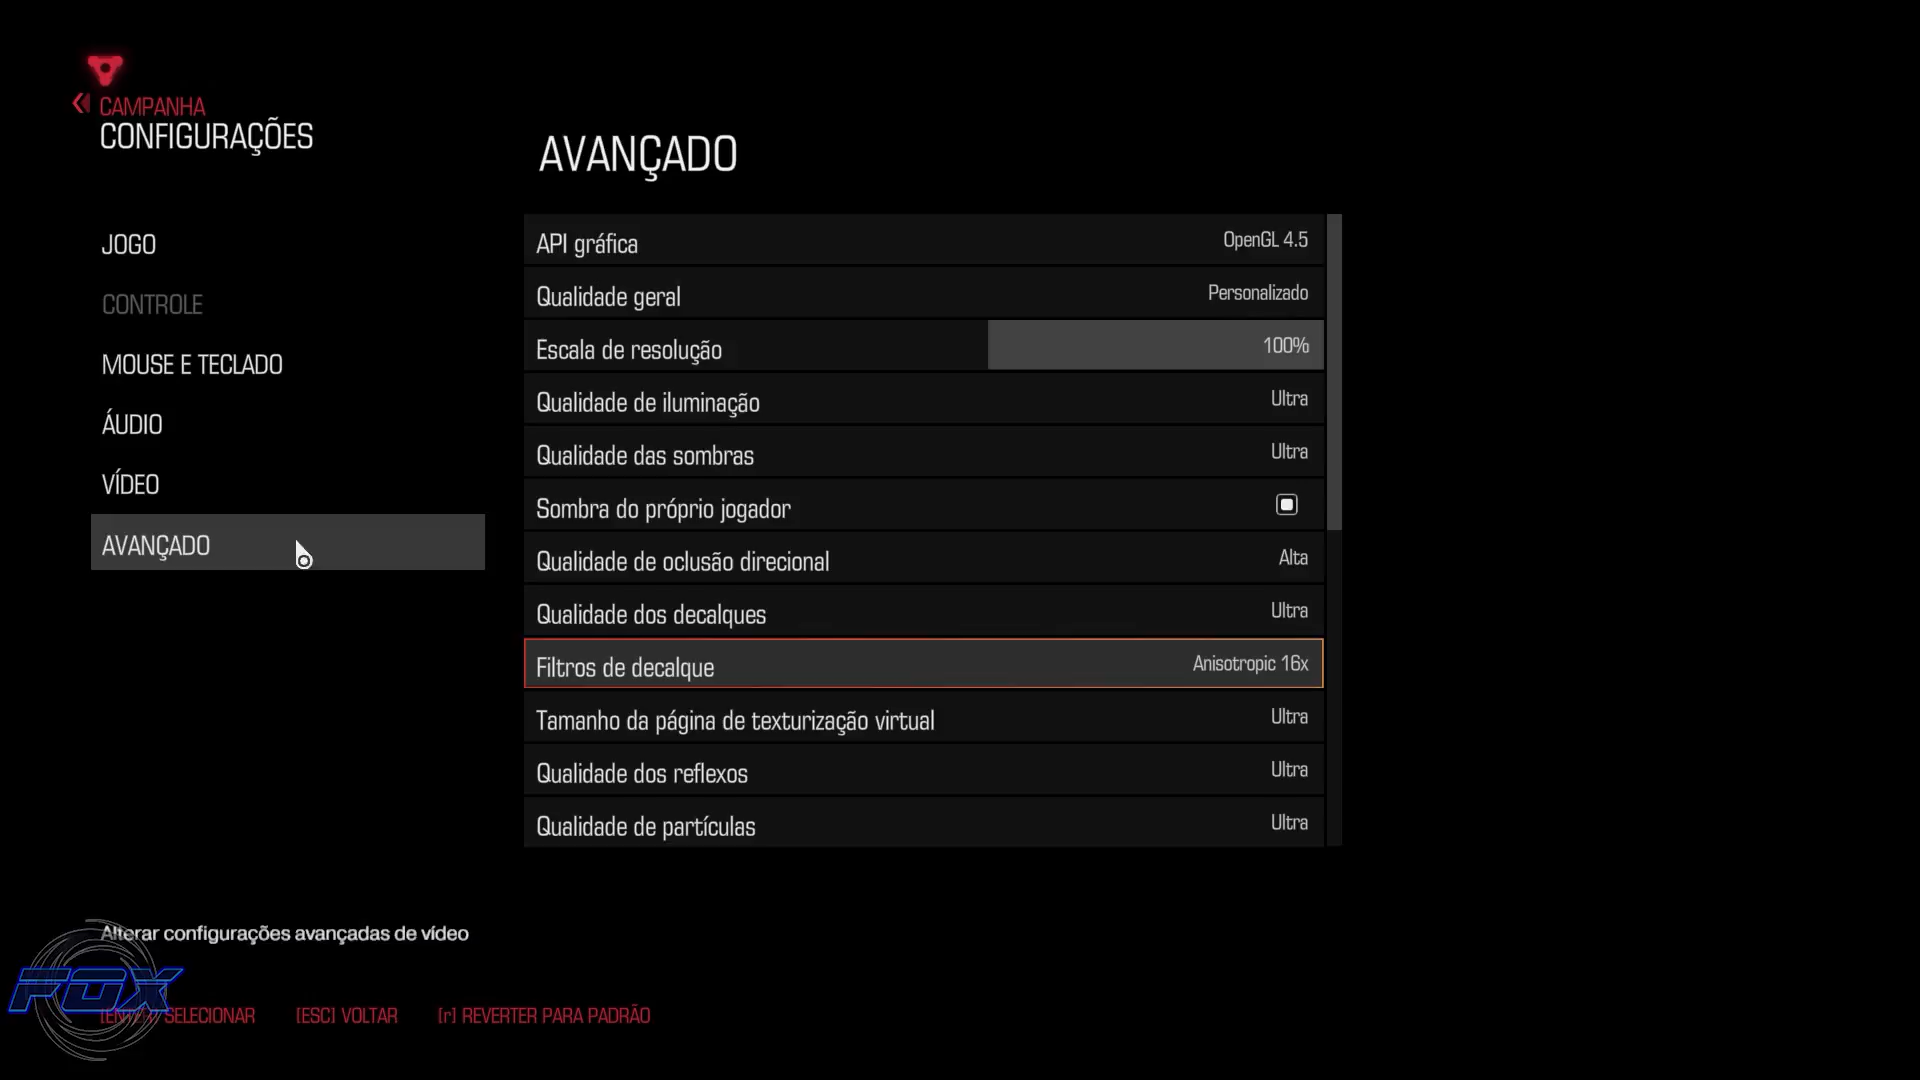 CAMPANHA
CONFIGURAÇÕES
AVANÇADO
JOGO
CONTROLE
MOUSE E TECLADO
ÁUDIO
VÍDEO
AVANÇADO
API gráfica OpenGL 4.5
Qualidade geral Personalizado
Escala de resolução 100%
Qualidade de iluminação Ultra
Qualidade das sombras Ultra
Sombra do próprio jogador
Qualidade de oclusão direcional Alta
Qualidade dos decalques Ultra
Filtros de decalque Anisotropic 16x
Tamanho da página de texturização virtual Ultra
Qualidade dos reflexos Ultra
Qualidade de partículas Ultra
Alterar configurações avançadas de vídeo
FOX
SELECIONAR [ESC] VOLTAR [r] REVERTER PARA PADRÃO